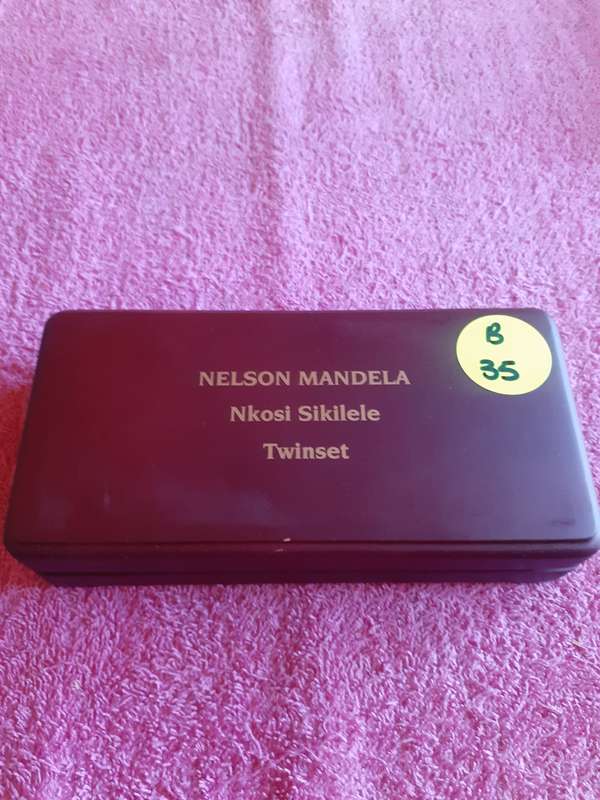 B
35
NELSON MANDELA
Nkosi Sikilele
Twinset